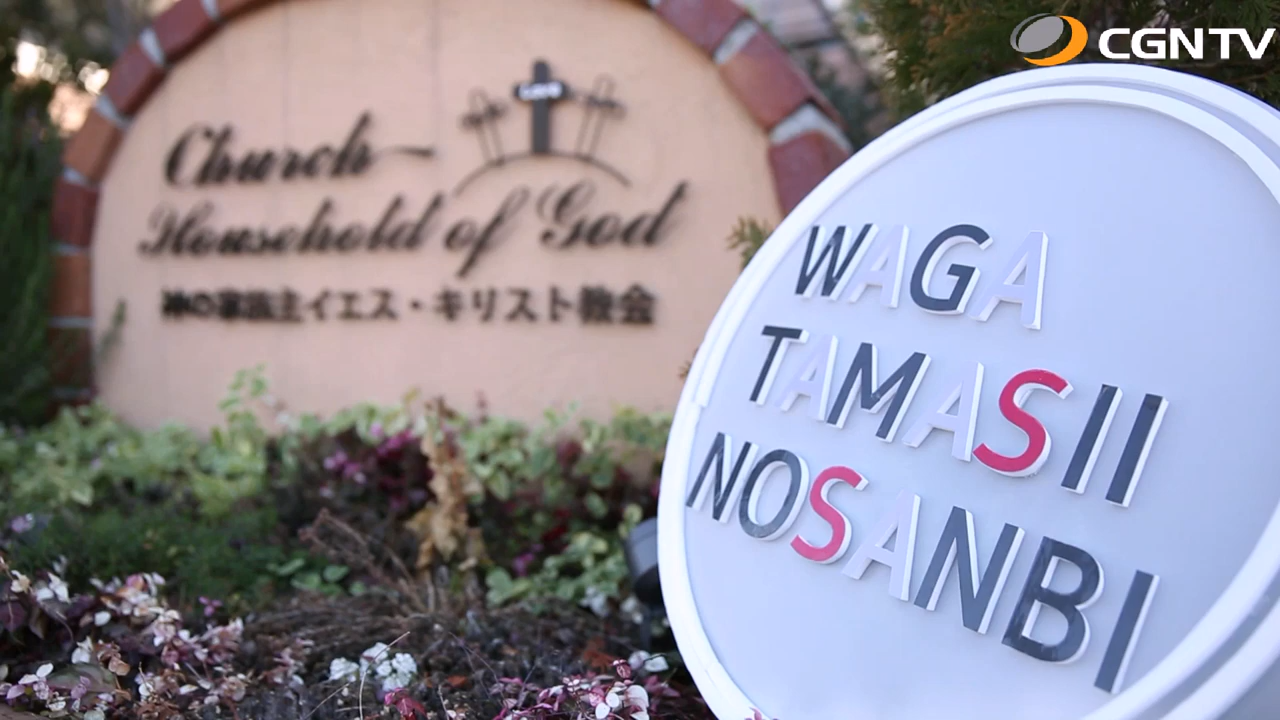 CGNTV
Church
Household of God
神の家族主イエス・キリスト教会
WAGA
TAMASII
NOSANBI